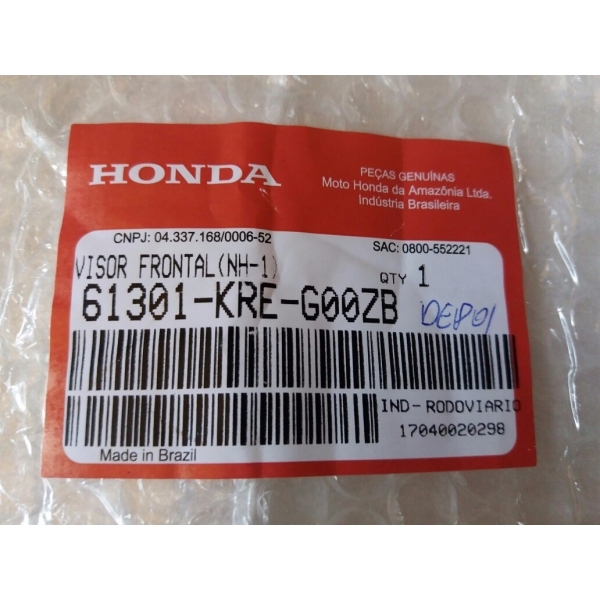 HONDA
PEÇAS GENUÍNAS
Moto Honda da Amazônia Ltda.
Indústria Brasileira
CNPJ: 04.337.168/0006-52
SAC: 0800-552221
VISOR FRONTAL(NH-1)
QTY 1
61301-KRE-G00ZB
IND-RODOVIARIO
17040020298
Made in Brazil